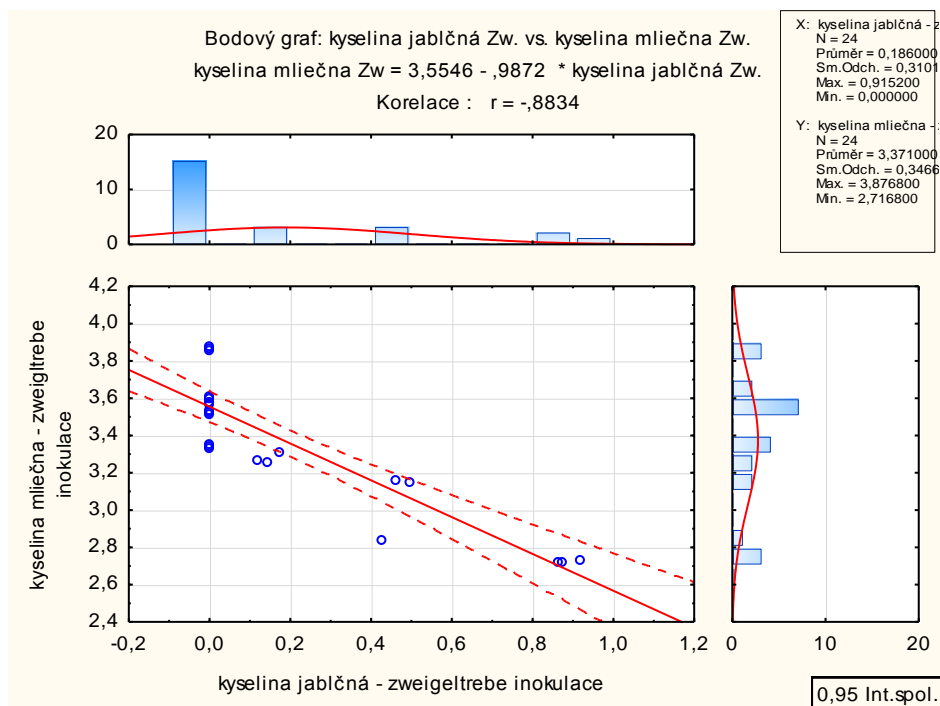 Bodový graf: kyselina jablčná Zw. vs. kyselina mliečna Zw.
kyselina mliečna Zw = 3,5546 - ,9872 * kyselina jablčná Zw.
Korelace : r = -,8834
X: kyselina jablčná - z
N = 24
Průměr = 0,186000
Sm.Odch. = 0,3101
Max. = 0,915200
Min. = 0,000000
Y: kyselina mliečna - z
N = 24
Průměr = 3,371000
Sm.Odch. = 0,3466
Max. = 3,876800
Min. = 2,716800
20
10
0
-0,2 0,0 0,2 0,4 0,6 0,8 1,0 1,2
kyselina jablčná - zweigeltrebe inokulace
4,2
4,0
3,8
3,6
3,4
3,2
3,0
2,8
2,6
2,4
kyselina mliečna - zweigltrebe
inokulace
0 10 20
0,95 Int.spol.